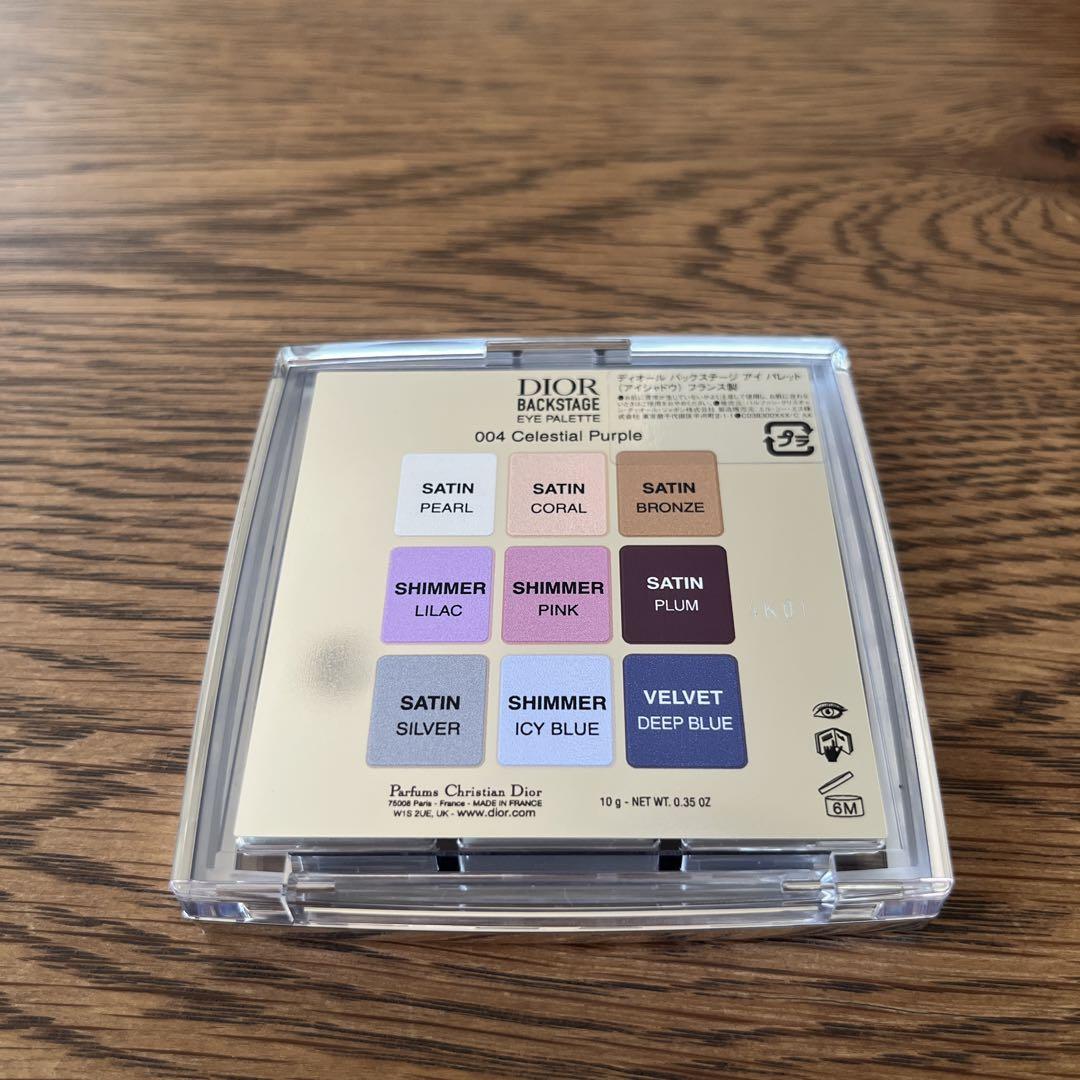 DIOR
BACKSTAGE
EYE PALETTE
004 Celestial Purple
ディオール バックステージ アイ パレット
(アイシャドウ) フランス製
プラ
SATIN
PEARL
SATIN
CORAL
SATIN
BRONZE
SHIMMER
LILAC
SHIMMER
PINK
SATIN
PLUM
SATIN
SILVER
SHIMMER
ICY BLUE
VELVET
DEEP BLUE
Parfums Christian Dior
75008 Paris - France - MADE IN FRANCE
W1S 2UE, UK - www.dior.com
10 g - NET WT. 0.35 OZ
6M